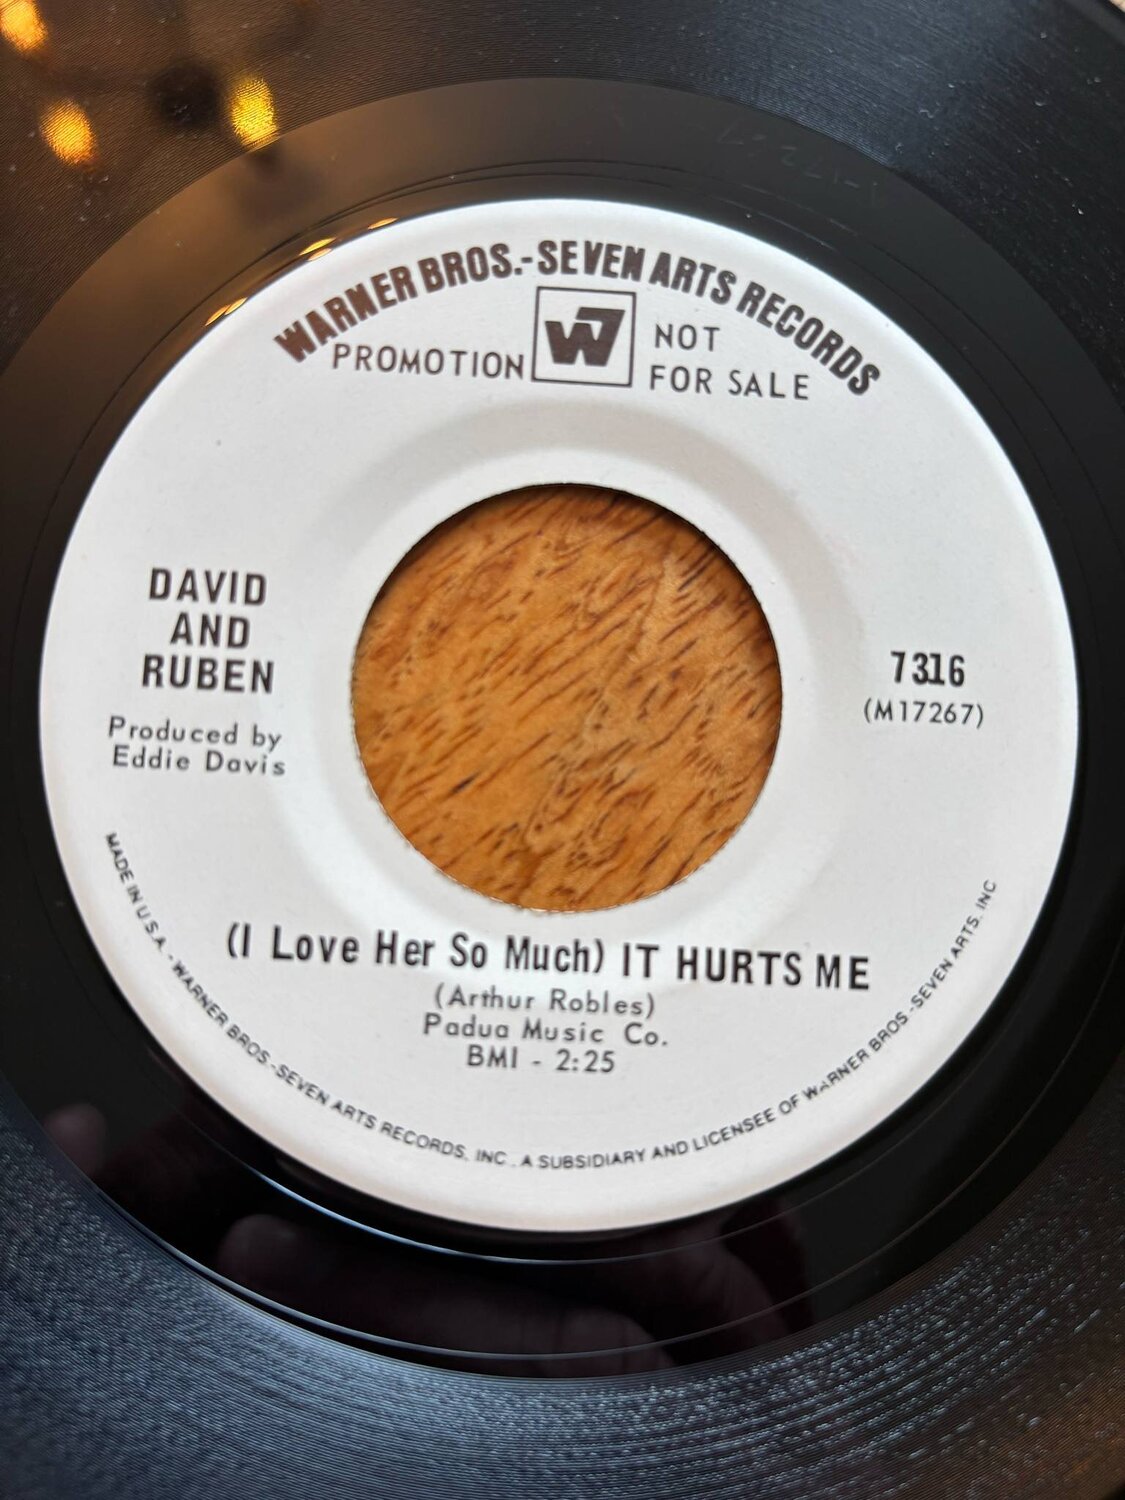 WARNER BROS.-SEVEN ARTS RECORDS
PROMOTION
W7
NOT
FOR SALE
DAVID
AND
RUBEN
Produced by
Eddie Davis
7316
(M17267)
(I Love Her So Much) IT HURTS ME
(Arthur Robles)
Padua Music Co.
BMI - 2:25
MADE IN U.S.A. - WARNER BROS.-SEVEN ARTS RECORDS, INC., A SUBSIDIARY AND LICENSEE OF WARNER BROS.-SEVEN ARTS, INC